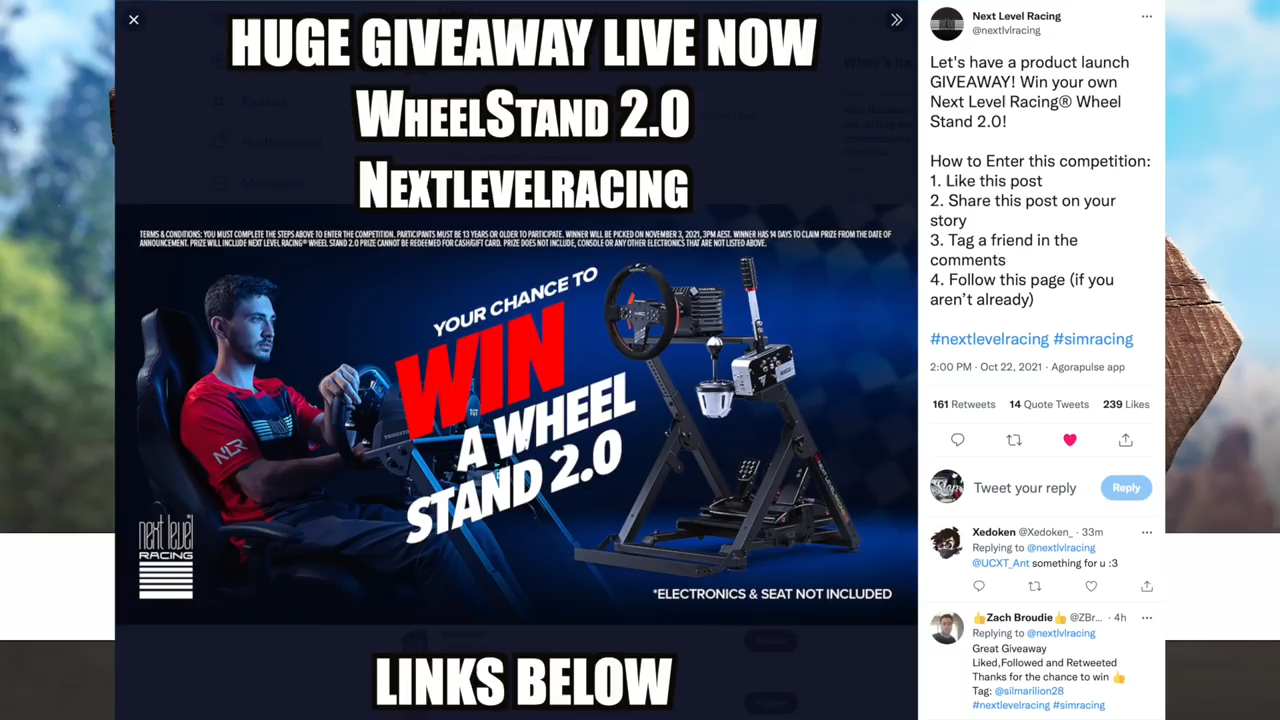 HUGE GIVEAWAY LIVE NOW
WHEELSTAND 2.0
NEXTLEVELRACING
TERMS & CONDITIONS: YOU MUST COMPLETE THE STEPS ABOVE TO ENTER THE COMPETITION. PARTICIPANTS MUST BE 13 YEARS OR OLDER TO PARTICIPATE. WINNER WILL BE PICKED ON NOVEMBER 3, 2021, 3PM AEST. WINNER HAS 14 DAYS TO CLAIM PRIZE FROM THE DATE OF
ANNOUNCEMENT. PRIZE WILL INCLUDE NEXT LEVEL RACING® WHEEL STAND 2.0 PRIZE CANNOT BE REDEEMED FOR CASH/GIFT CARD. PRIZE DOES NOT INCLUDE, CONSOLE OR ANY OTHER ELECTRONICS THAT ARE NOT LISTED ABOVE.
YOUR CHANCE TO
WIN
A WHEEL
STAND 2.0
NLR
next level
RACING
*ELECTRONICS & SEAT NOT INCLUDED
LINKS BELOW
Next Level Racing
@nextlvlracing
Let's have a product launch
GIVEAWAY! Win your own
Next Level Racing® Wheel
Stand 2.0!
How to Enter this competition:
1. Like this post
2. Share this post on your
story
3. Tag a friend in the
comments
4. Follow this page (if you
aren't already)
#nextlevelracing #simracing
2:00 PM · Oct 22, 2021 · Agorapulse app
161 Retweets 14 Quote Tweets 239 Likes
Tweet your reply
Reply
Xedoken @Xedoken_ · 33m
Replying to @nextlvlracing
@UCXT_Ant something for u :3
👍Zach Broudie👍 @ZBr... · 4h
Replying to @nextlvlracing
Great Giveaway
Liked,Followed and Retweeted
Thanks for the chance to win 👍
Tag: @silmarilion28
#nextlevelracing #simracing